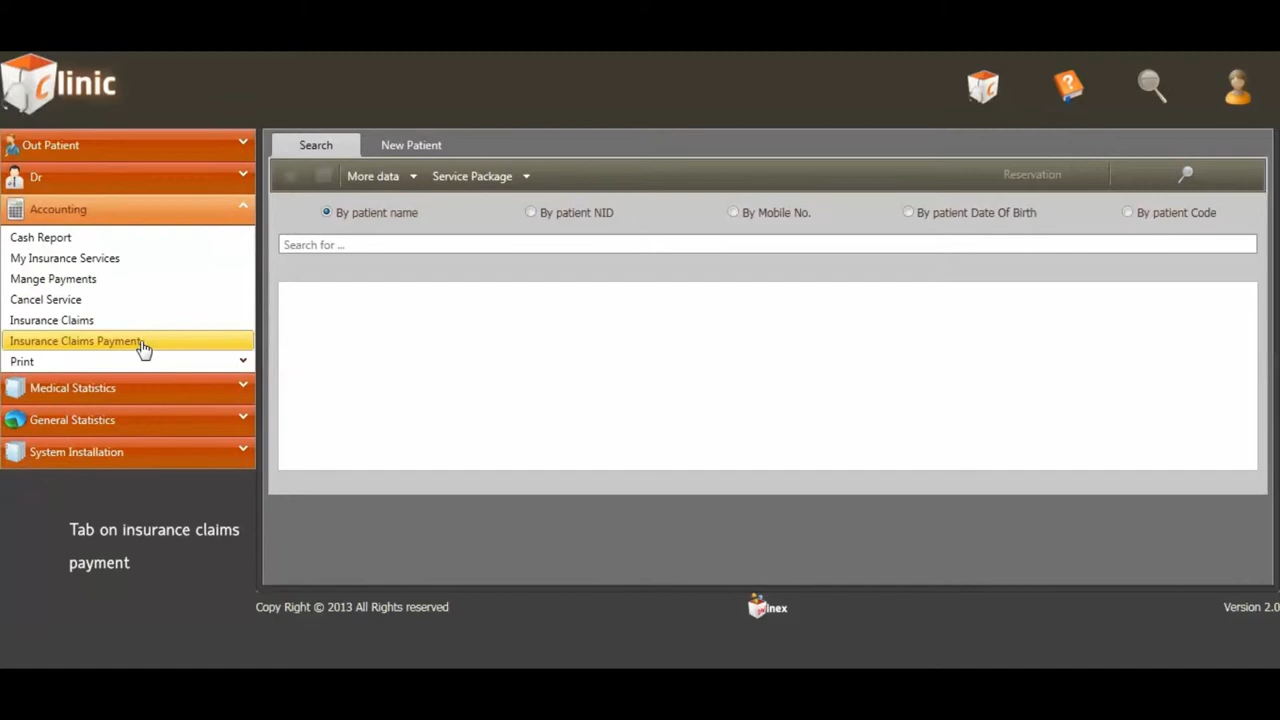 Clinic
Out Patient
Dr
Accounting
Cash Report
My Insurance Services
Mange Payments
Cancel Service
Insurance Claims
Insurance Claims Payment
Print
Medical Statistics
General Statistics
System Installation
Tab on insurance claims
payment
Search New Patient
More data Service Package Reservation
By patient name By patient NID By Mobile No. By patient Date Of Birth By patient Code
Search for ...
Copy Right © 2013 All Rights reserved
inex
Version 2.0